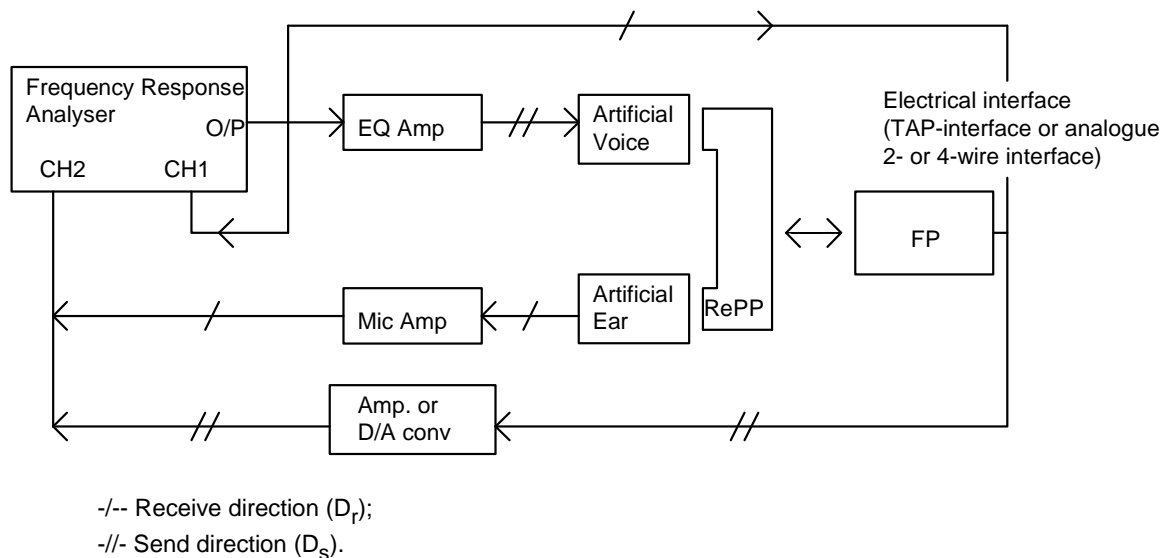 Frequency Response
Analyser
O/P
CH2
CH1
EQ Amp
Artificial
Voice
Electrical interface
(TAP-interface or analogue
2- or 4-wire interface)
FP
Mic Amp
Artificial
Ear
RePP
Amp. or
D/A conv
-/-- Receive direction (Dr);
-//- Send direction (Ds).